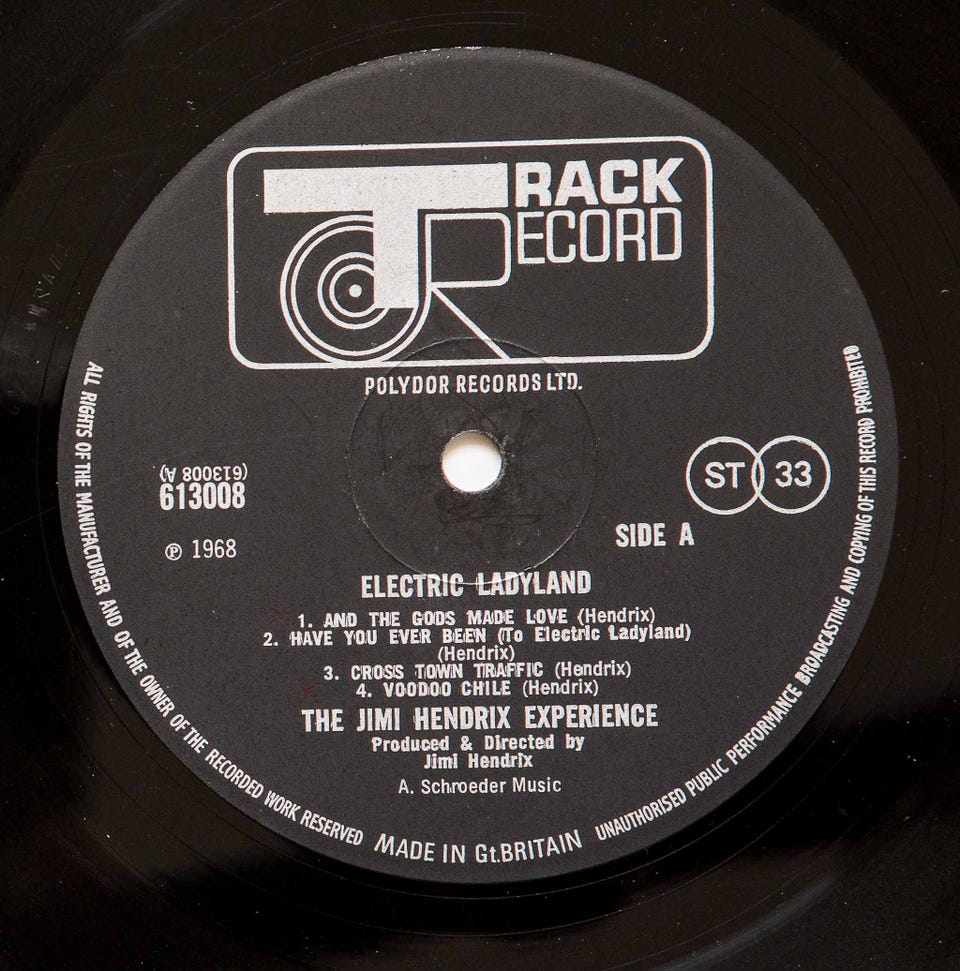 TRACK
RECORD
POLYDOR RECORDS LTD.
(613008 A)
613008
ST 33
℗ 1968
SIDE A
ELECTRIC LADYLAND
1. AND THE GODS MADE LOVE (Hendrix)
2. HAVE YOU EVER BEEN (To Electric Ladyland)
(Hendrix)
3. CROSS TOWN TRAFFIC (Hendrix)
4. VOODOO CHILE (Hendrix)
THE JIMI HENDRIX EXPERIENCE
Produced & Directed by
Jimi Hendrix
A. Schroeder Music
ALL RIGHTS OF THE MANUFACTURER AND OF THE OWNER OF THE RECORDED WORK RESERVED
MADE IN Gt.BRITAIN
UNAUTHORISED PUBLIC PERFORMANCE BROADCASTING AND COPYING OF THIS RECORD PROHIBITED